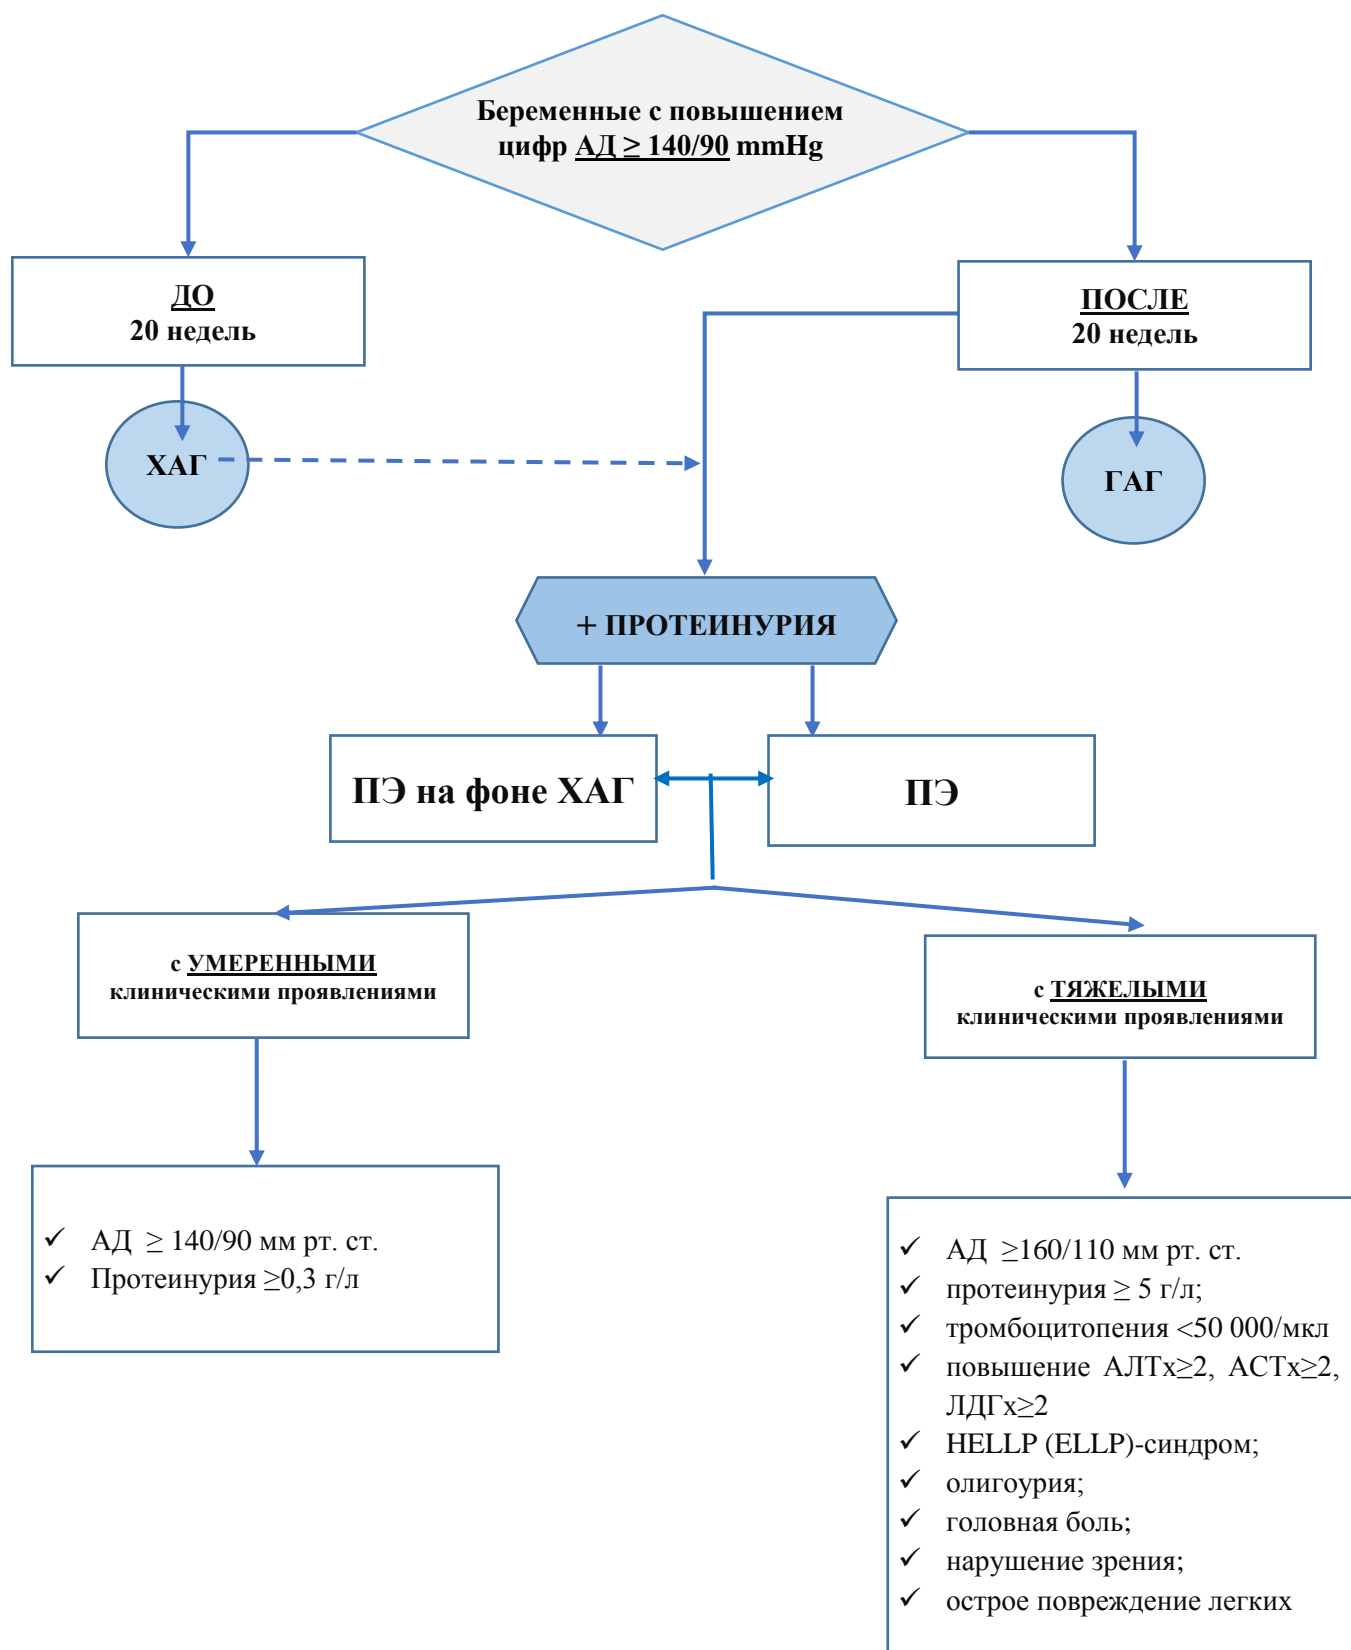 Беременные с повышением
цифр АД ≥ 140/90 mmHg
ДО
20 недель
ПОСЛЕ
20 недель
ХАГ
ГАГ
+ ПРОТЕИНУРИЯ
ПЭ на фоне ХАГ
ПЭ
с УМЕРЕННЫМИ
клиническими проявлениями
с ТЯЖЕЛЫМИ
клиническими проявлениями
✓ АД ≥ 140/90 мм рт. ст.
✓ Протеинурия ≥0,3 г/л
✓ АД ≥160/110 мм рт. ст.
✓ протеинурия ≥ 5 г/л;
✓ тромбоцитопения <50 000/мкл
✓ повышение АЛТх≥2, АСТх≥2,
ЛДГх≥2
✓ HELLP (ELLP)-синдром;
✓ олигоурия;
✓ головная боль;
✓ нарушение зрения;
✓ острое повреждение легких